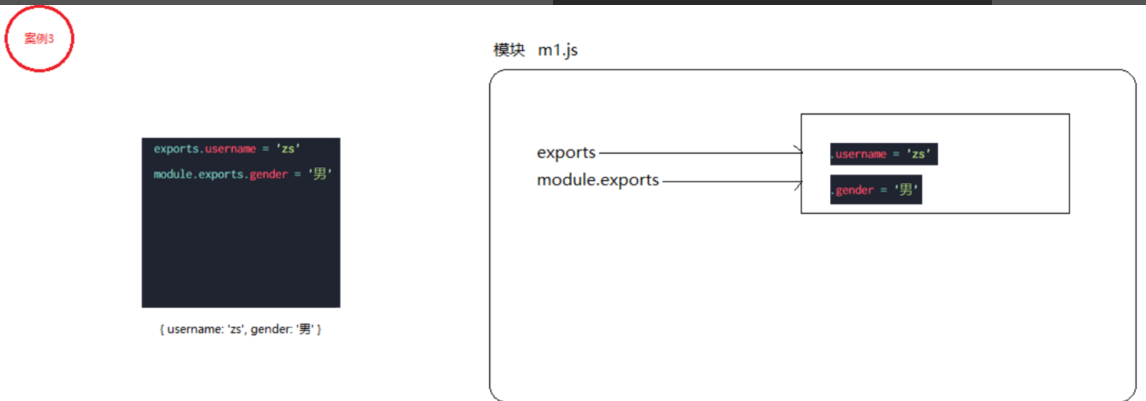 案例3
模块 m1.js
exports.username = 'zs'
module.exports.gender = '男'
{ username: 'zs', gender: '男' }
exports
module.exports
.username = 'zs'
.gender = '男'